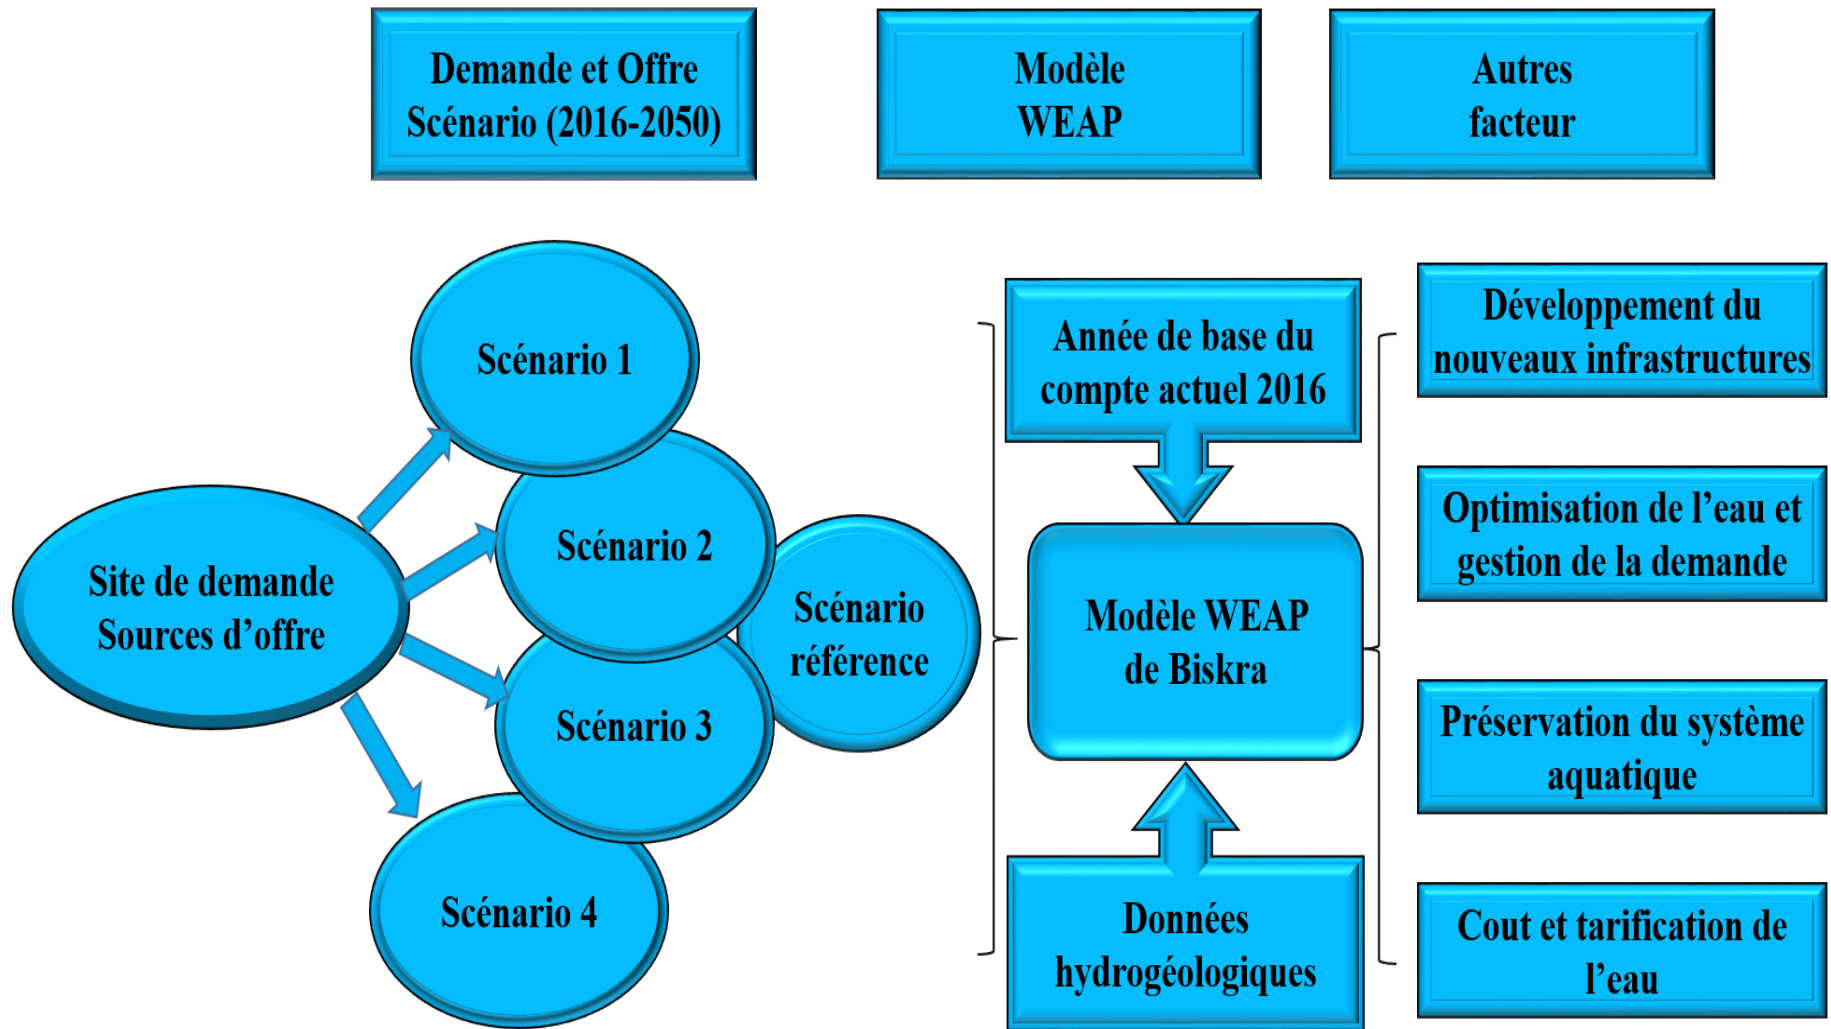 Demande et Offre
Scénario (2016-2050)
Modèle
WEAP
Autres
facteur
Scénario 1
Scénario 2
Scénario 3
Scénario 4
Site de demande
Sources d’offre
Scénario
référence
Année de base du
compte actuel 2016
Modèle WEAP
de Biskra
Données
hydrogéologiques
Développement du
nouveaux infrastructures
Optimisation de l’eau et
gestion de la demande
Préservation du système
aquatique
Cout et tarification de
l’eau